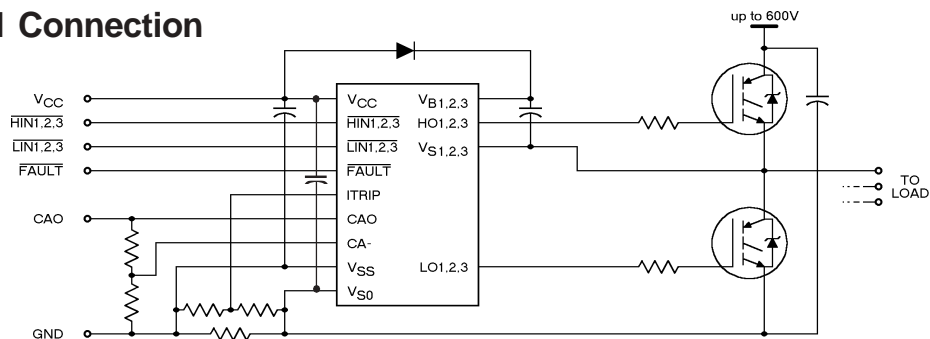 l Connection
up to 600V
VCC
HIN1,2,3
LIN1,2,3
FAULT
CAO
GND
VCC
HIN1,2,3
LIN1,2,3
FAULT
ITRIP
CAO
CA-
VSS
VS0
VB1,2,3
HO1,2,3
VS1,2,3
LO1,2,3
TO
LOAD